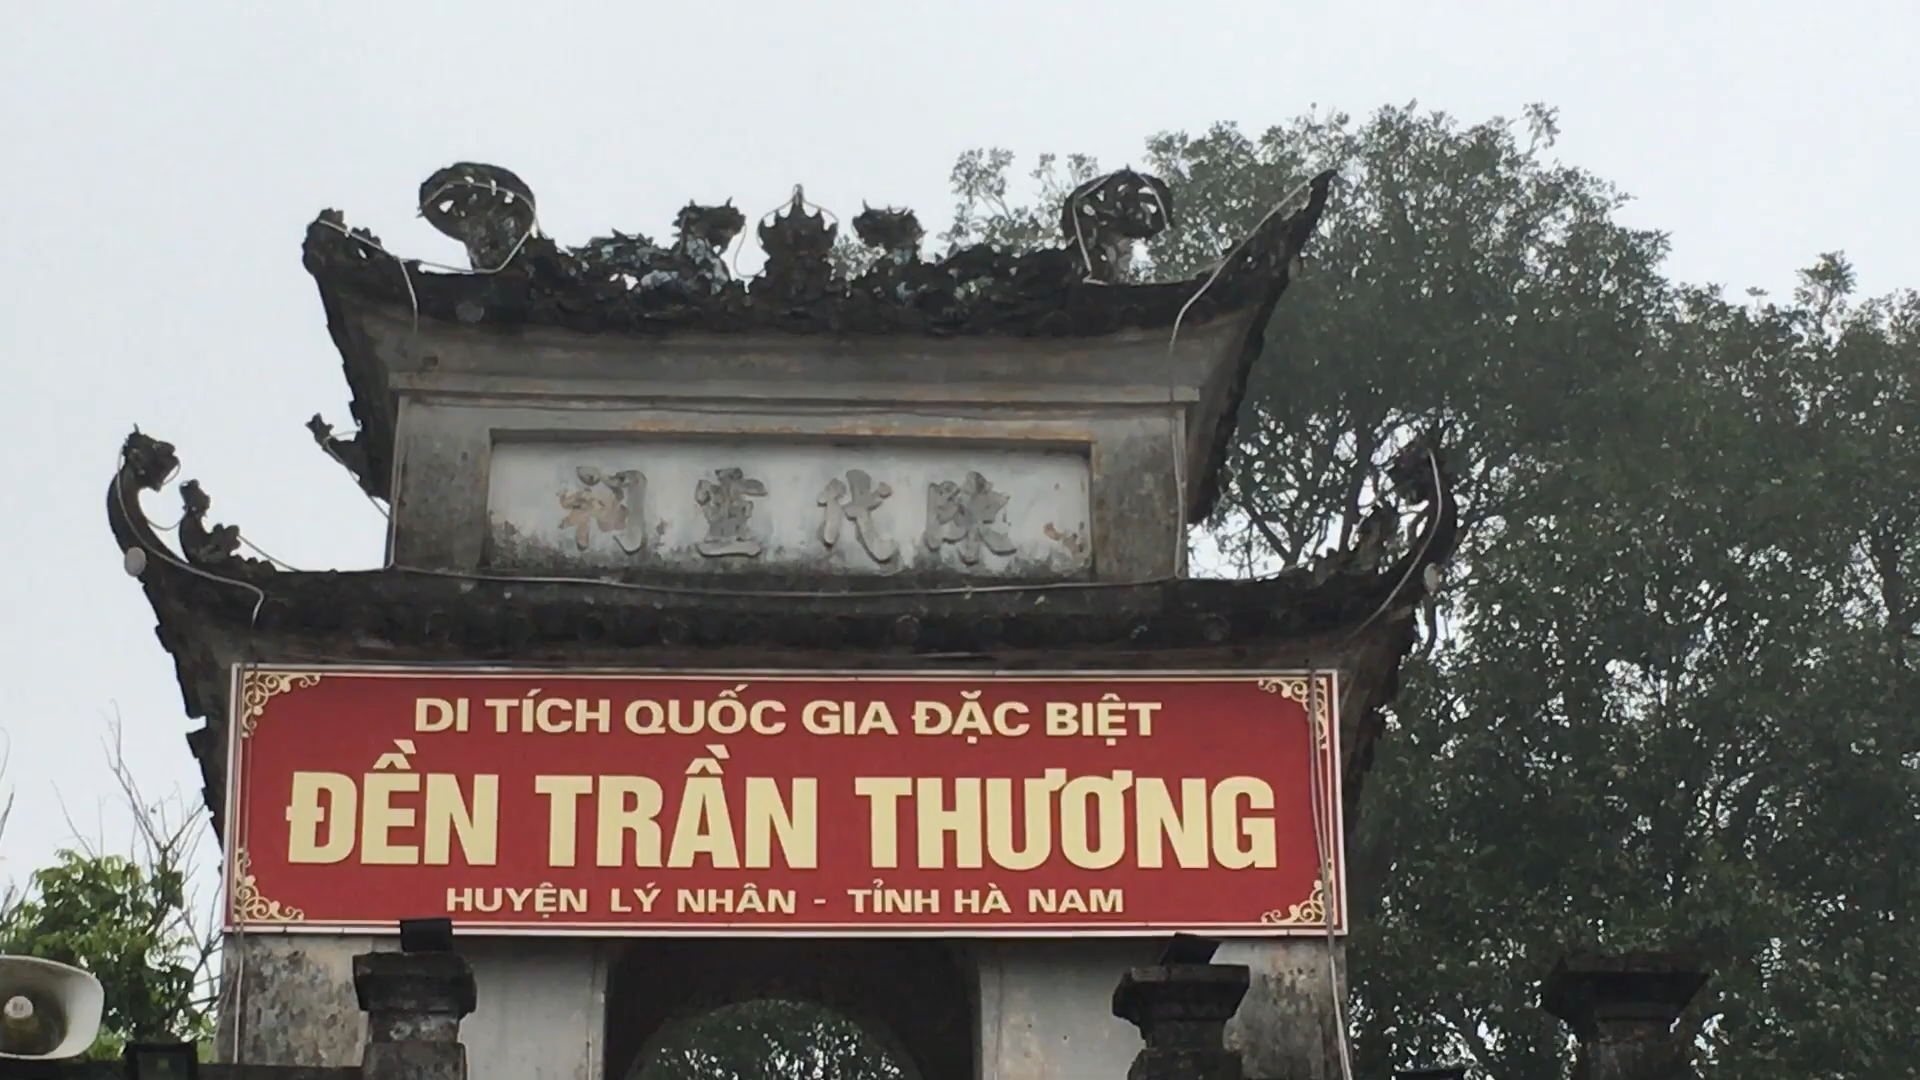 陳代靈祠
DI TÍCH QUỐC GIA ĐẶC BIỆT
ĐỀN TRẦN THƯƠNG
HUYỆN LÝ NHÂN - TỈNH HÀ NAM